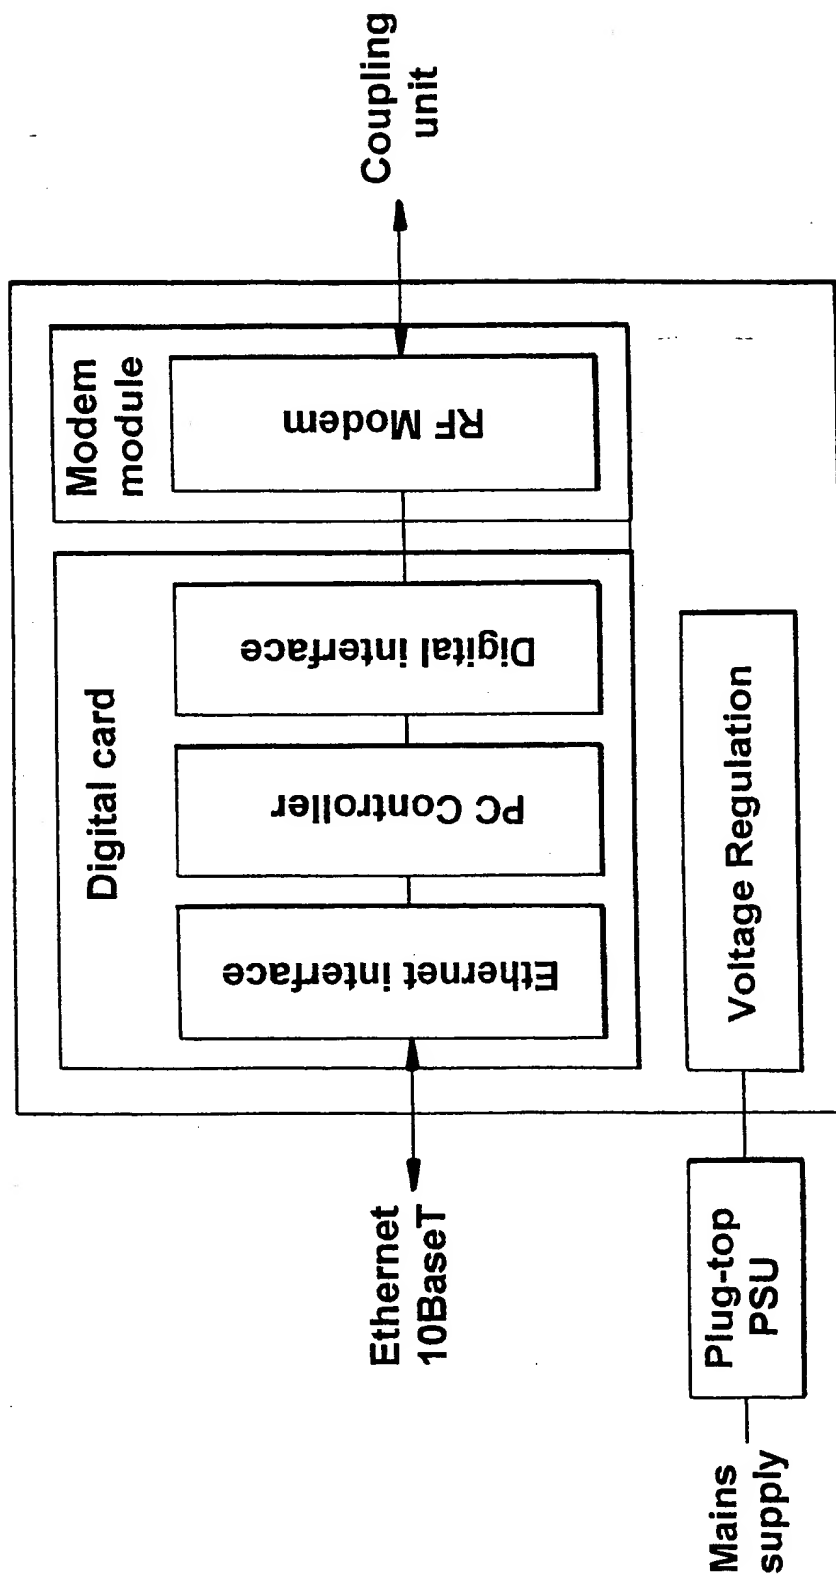 Digital card
Modem
module
Ethernet interface
PC Controller
Digital interface
RF Modem
Ethernet
10BaseT
Coupling
unit
Mains
supply
Plug-top
PSU
Voltage Regulation